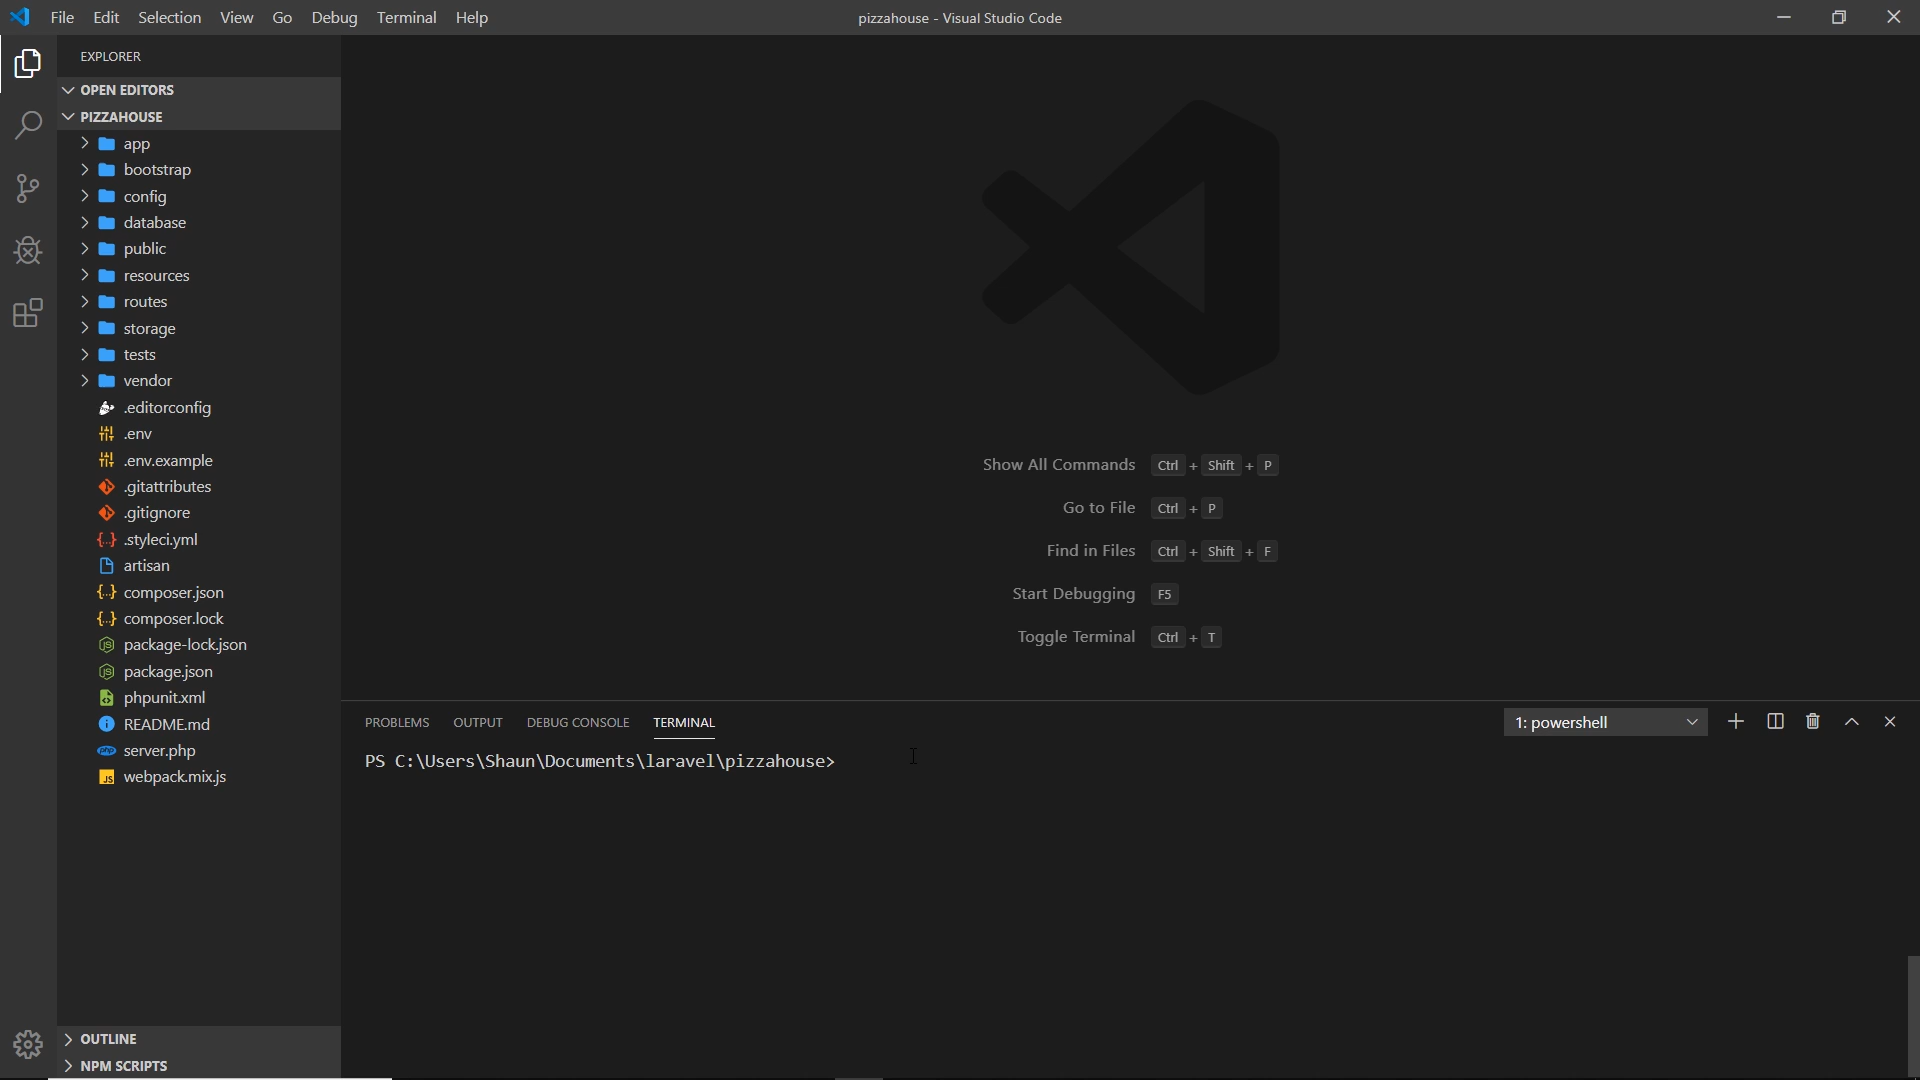 File Edit Selection View Go Debug Terminal Help
pizzahouse - Visual Studio Code
EXPLORER
OPEN EDITORS
PIZZAHOUSE
app
bootstrap
config
database
public
resources
routes
storage
tests
vendor
.editorconfig
.env
.env.example
.gitattributes
.gitignore
.styleci.yml
artisan
composer.json
composer.lock
package-lock.json
package.json
phpunit.xml
README.md
server.php
webpack.mix.js
OUTLINE
NPM SCRIPTS
Show All Commands Ctrl + Shift + P
Go to File Ctrl + P
Find in Files Ctrl + Shift + F
Start Debugging F5
Toggle Terminal Ctrl + T
PROBLEMS OUTPUT DEBUG CONSOLE TERMINAL
1: powershell
PS C:\Users\Shaun\Documents\laravel\pizzahouse>